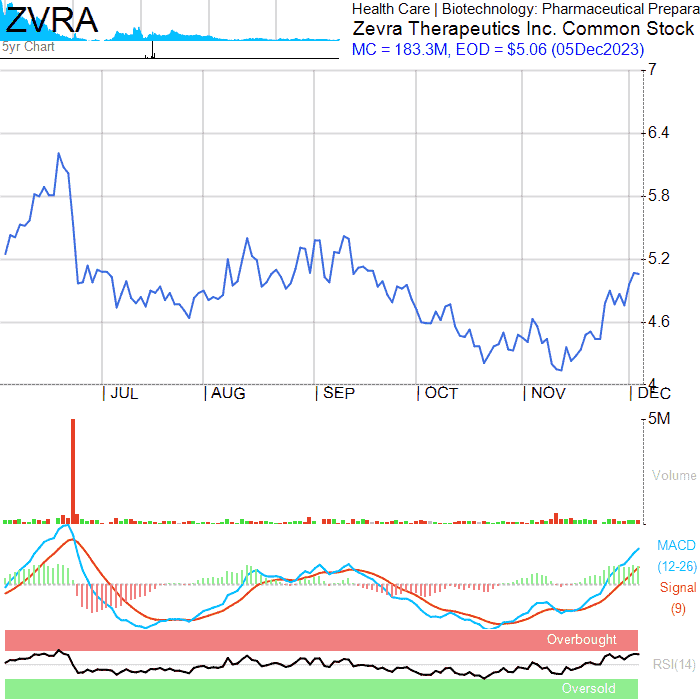 ZVRA
5yr Chart
Health Care | Biotechnology: Pharmaceutical Prepara
Zevra Therapeutics Inc. Common Stock
MC = 183.3M, EOD = $5.06 (05Dec2023)
7
6.4
5.8
5.2
4.6
4
| JUL | AUG | SEP | OCT | NOV | DEC
5M
Volume
MACD
(12-26)
Signal
(9)
Overbought
RSI(14)
Oversold